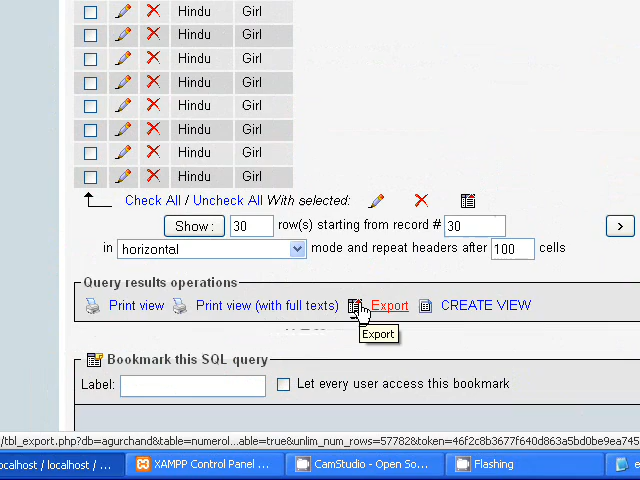 Hindu Girl
Hindu Girl
Hindu Girl
Hindu Girl
Hindu Girl
Hindu Girl
Hindu Girl
Hindu Girl
Check All / Uncheck All With selected:
Show : 30 row(s) starting from record # 30 >
in horizontal mode and repeat headers after 100 cells
Query results operations
Print view Print view (with full texts) Export CREATE VIEW
Export
Bookmark this SQL query
Label: Let every user access this bookmark
/tbl_export.php?db=agurchand&table=numerol...able=true&unlim_num_rows=57782&token=46f2c8b3677f640d863a5bd0be9ea745
ocalhost / localhost / ... XAMPP Control Panel ... CamStudio - Open So... Flashing e